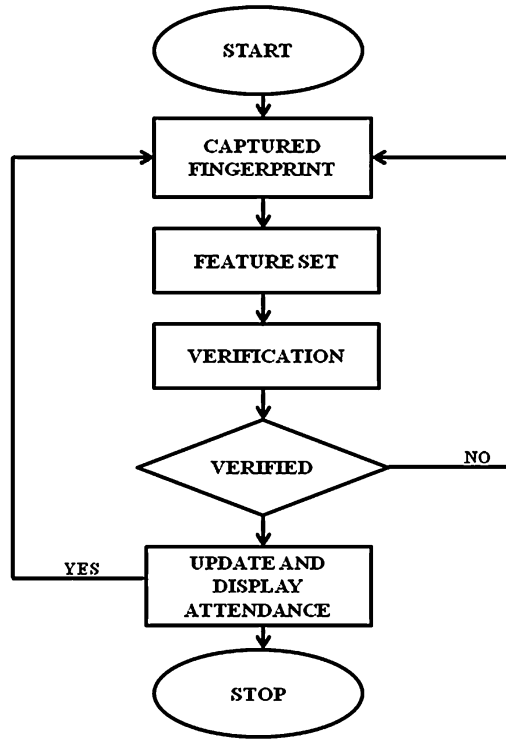 START
CAPTURED
FINGERPRINT
FEATURE SET
VERIFICATION
VERIFIED
NO
UPDATE AND
DISPLAY
ATTENDANCE
YES
STOP